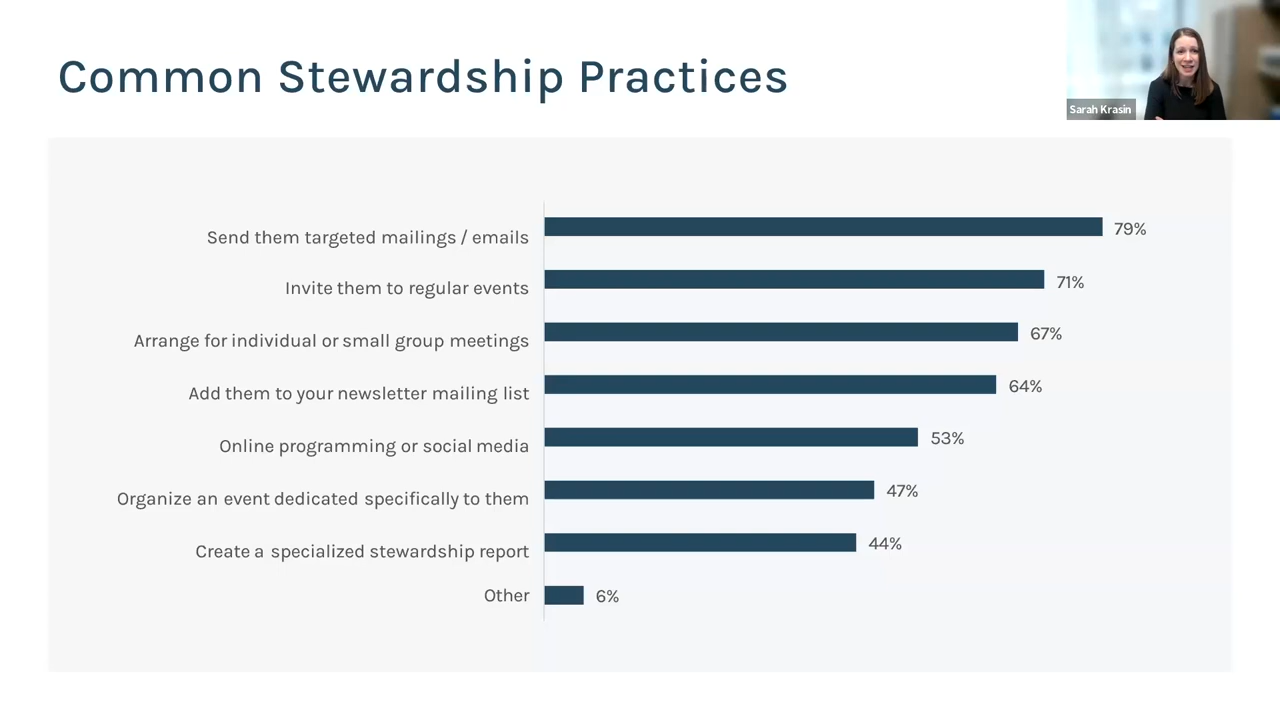 Common Stewardship Practices
Sarah Krasin
Send them targeted mailings / emails 79%
Invite them to regular events 71%
Arrange for individual or small group meetings 67%
Add them to your newsletter mailing list 64%
Online programming or social media 53%
Organize an event dedicated specifically to them 47%
Create a specialized stewardship report 44%
Other 6%